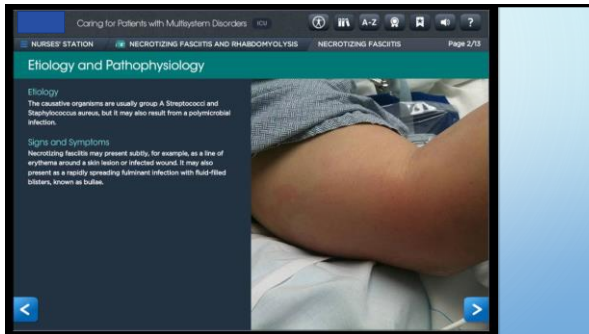 Caring for Patients with Multisystem Disorders ICU
A-Z ?
NURSES' STATION NECROTIZING FASCIITIS AND RHABDOMYOLYSIS NECROTIZING FASCIITIS Page 2/13
Etiology and Pathophysiology
Etiology
The causative organisms are usually group A Streptococci and
Staphylococcus aureus, but it may also result from a polymicrobial
infection.
Signs and Symptoms
Necrotizing fasciitis may present subtly, for example, as a line of
erythema around a skin lesion or infected wound. It may also
present as a rapidly spreading fulminant infection with fluid-filled
blisters, known as bullae.